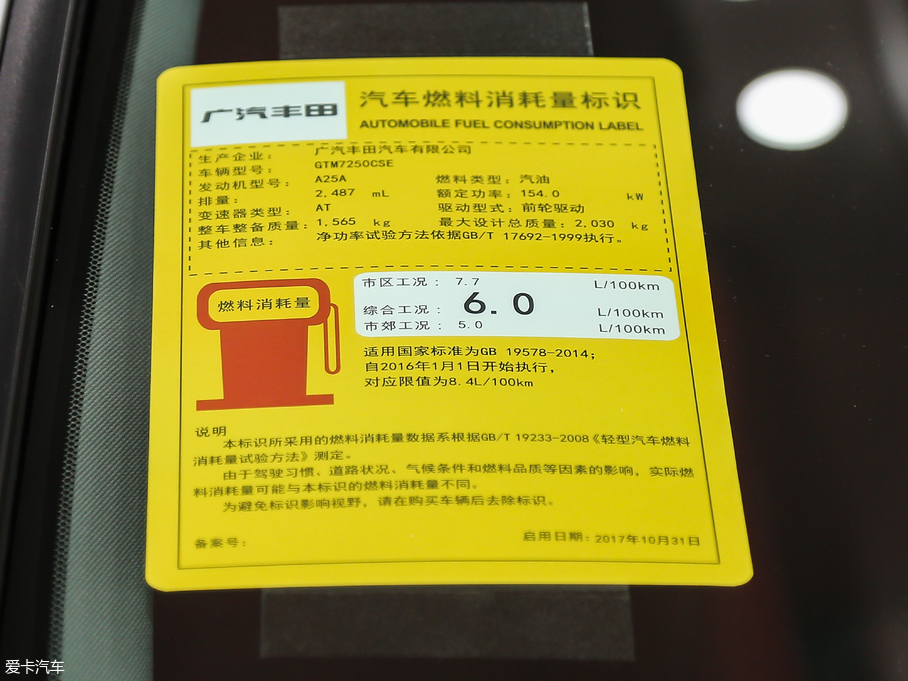 广汽丰田
汽车燃料消耗量标识
AUTOMOBILE FUEL CONSUMPTION LABEL
生产企业： 广汽丰田汽车有限公司
车辆型号： GTM7250CSE
发动机型号： A25A 燃料类型：汽油
排量： 2,487 mL 额定功率：154.0 kW
变速器类型： AT 驱动型式：前轮驱动
整车整备质量：1,565 kg 最大设计总质量：2,030 kg
其他信息： 净功率试验方法依据GB/T 17692-1999执行。
燃料消耗量
市区工况： 7.7 L/100km
综合工况： 6.0 L/100km
市郊工况： 5.0 L/100km
适用国家标准为GB 19578-2014；
自2016年1月1日开始执行，
对应限值为8.4L/100km
说明
本标识所采用的燃料消耗量数据系根据GB/T 19233-2008《轻型汽车燃料
消耗量试验方法》测定。
由于驾驶习惯、道路状况、气候条件和燃料品质等因素的影响，实际燃
料消耗量可能与本标识的燃料消耗量不同。
为避免标识影响视野，请在购买车辆后去除标识。
备案号： 启用日期：2017年10月31日
爱卡汽车